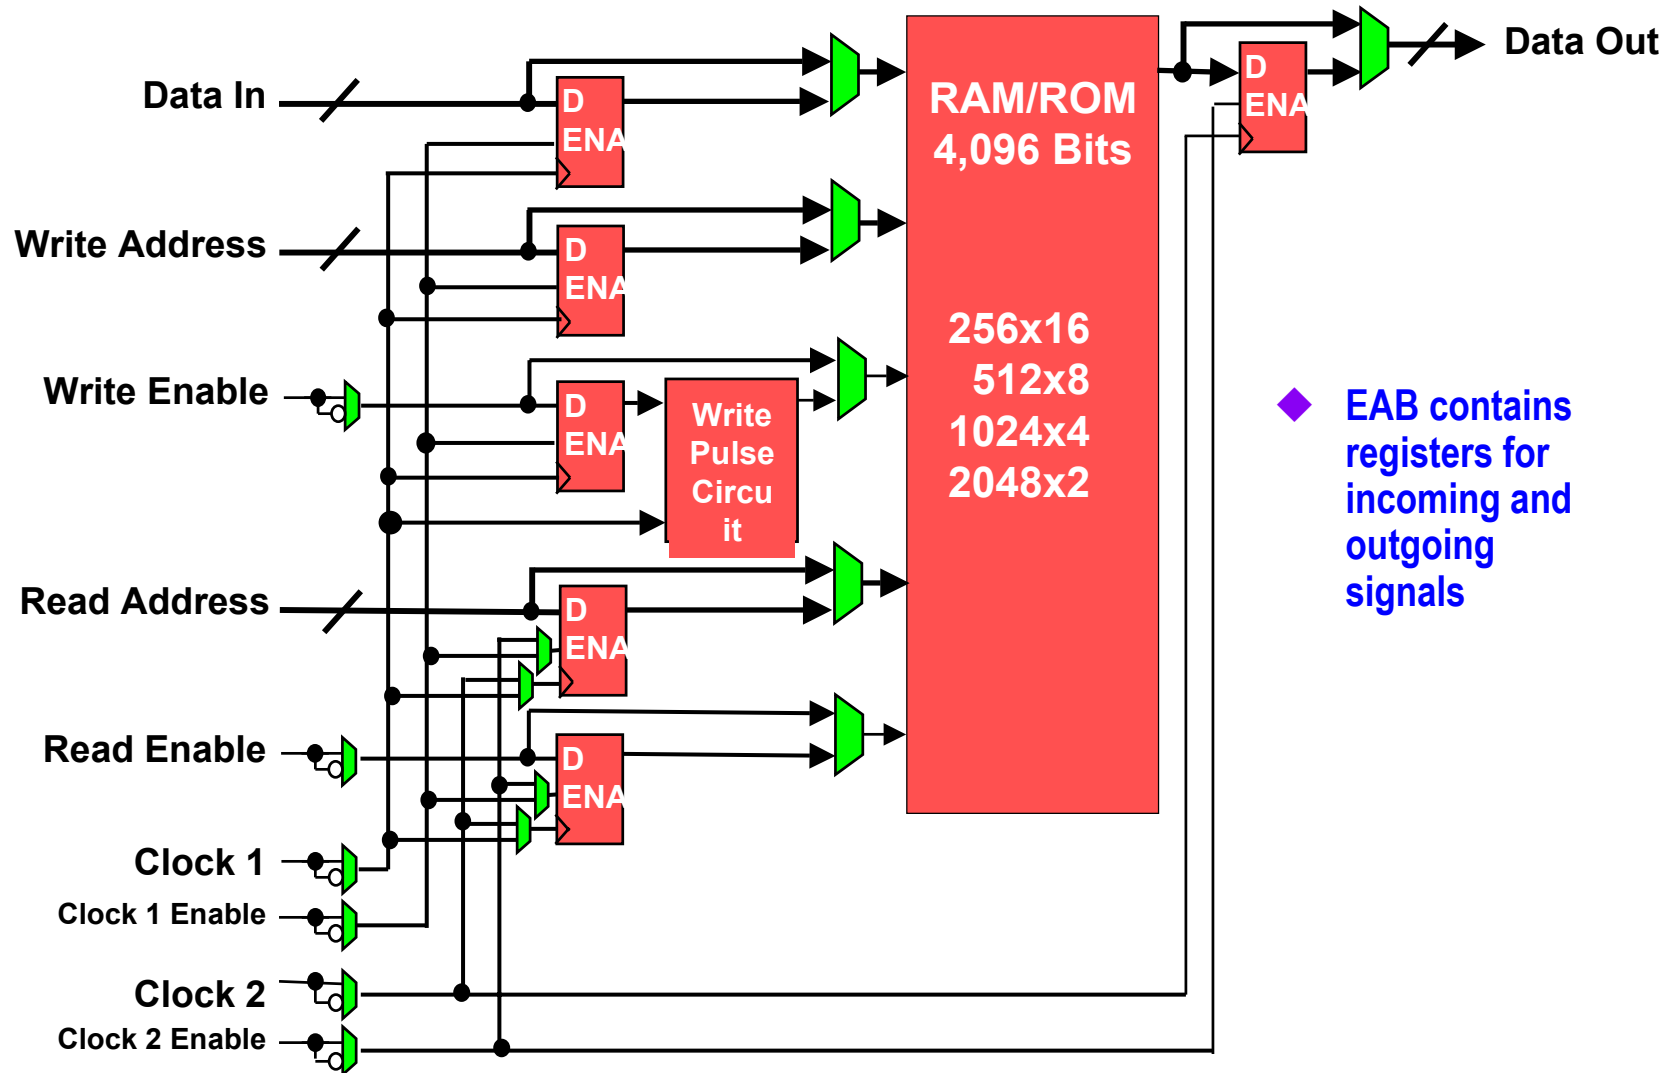 Data In
Write Address
Write Enable
Read Address
Read Enable
Clock 1
Clock 1 Enable
Clock 2
Clock 2 Enable
D
ENA
D
ENA
D
ENA
Write
Pulse
Circu
it
D
ENA
D
ENA
RAM/ROM
4,096 Bits
256x16
512x8
1024x4
2048x2
D
ENA
Data Out
EAB contains
registers for
incoming and
outgoing
signals